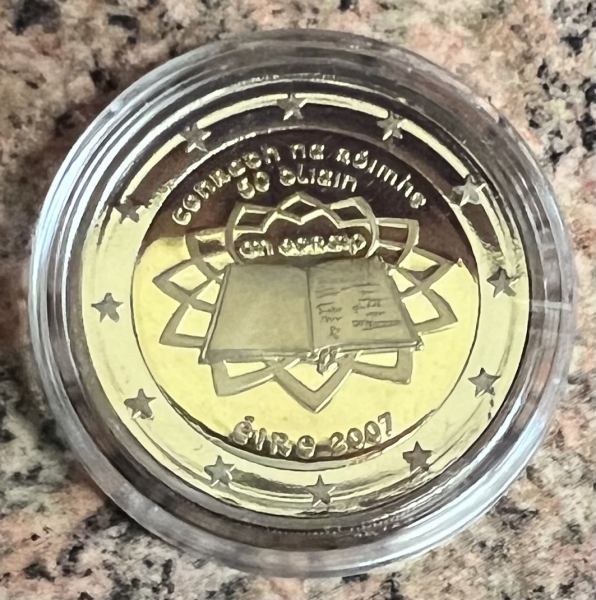 Conradh na Róimhe
50 bliain
an eoraip
éire 2007